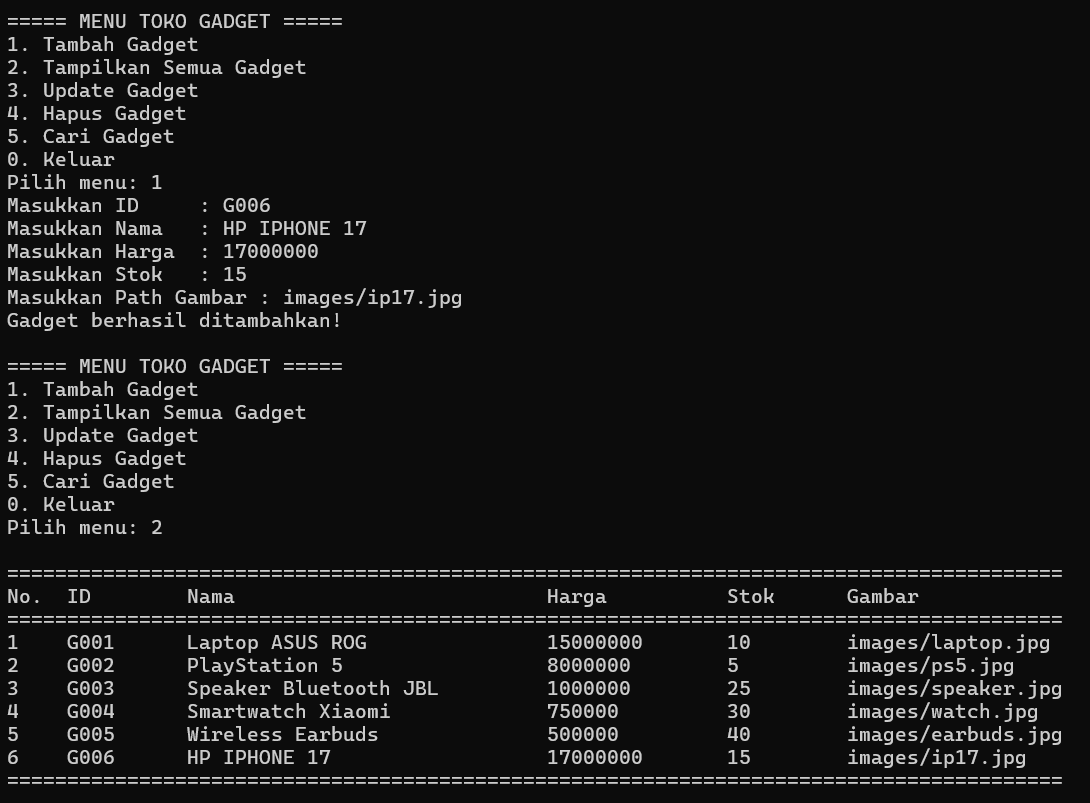 ===== MENU TOKO GADGET =====
1. Tambah Gadget
2. Tampilkan Semua Gadget
3. Update Gadget
4. Hapus Gadget
5. Cari Gadget
0. Keluar
Pilih menu: 1
Masukkan ID     : G006
Masukkan Nama   : HP IPHONE 17
Masukkan Harga  : 17000000
Masukkan Stok   : 15
Masukkan Path Gambar : images/ip17.jpg
Gadget berhasil ditambahkan!

===== MENU TOKO GADGET =====
1. Tambah Gadget
2. Tampilkan Semua Gadget
3. Update Gadget
4. Hapus Gadget
5. Cari Gadget
0. Keluar
Pilih menu: 2

========================================================================================
No.  ID        Nama                          Harga          Stok      Gambar
========================================================================================
1    G001      Laptop ASUS ROG               15000000       10        images/laptop.jpg
2    G002      PlayStation 5                 8000000        5         images/ps5.jpg
3    G003      Speaker Bluetooth JBL         1000000        25        images/speaker.jpg
4    G004      Smartwatch Xiaomi             750000         30        images/watch.jpg
5    G005      Wireless Earbuds              500000         40        images/earbuds.jpg
6    G006      HP IPHONE 17                  17000000       15        images/ip17.jpg
========================================================================================